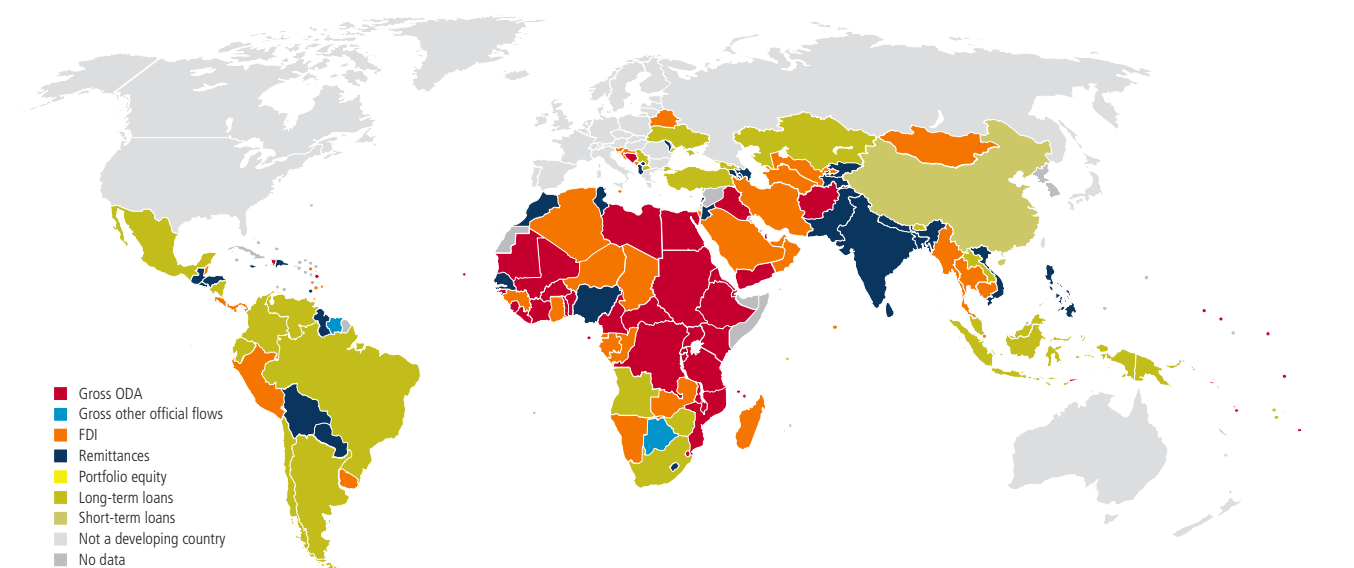 Gross ODA
Gross other official flows
FDI
Remittances
Portfolio equity
Long-term loans
Short-term loans
Not a developing country
No data